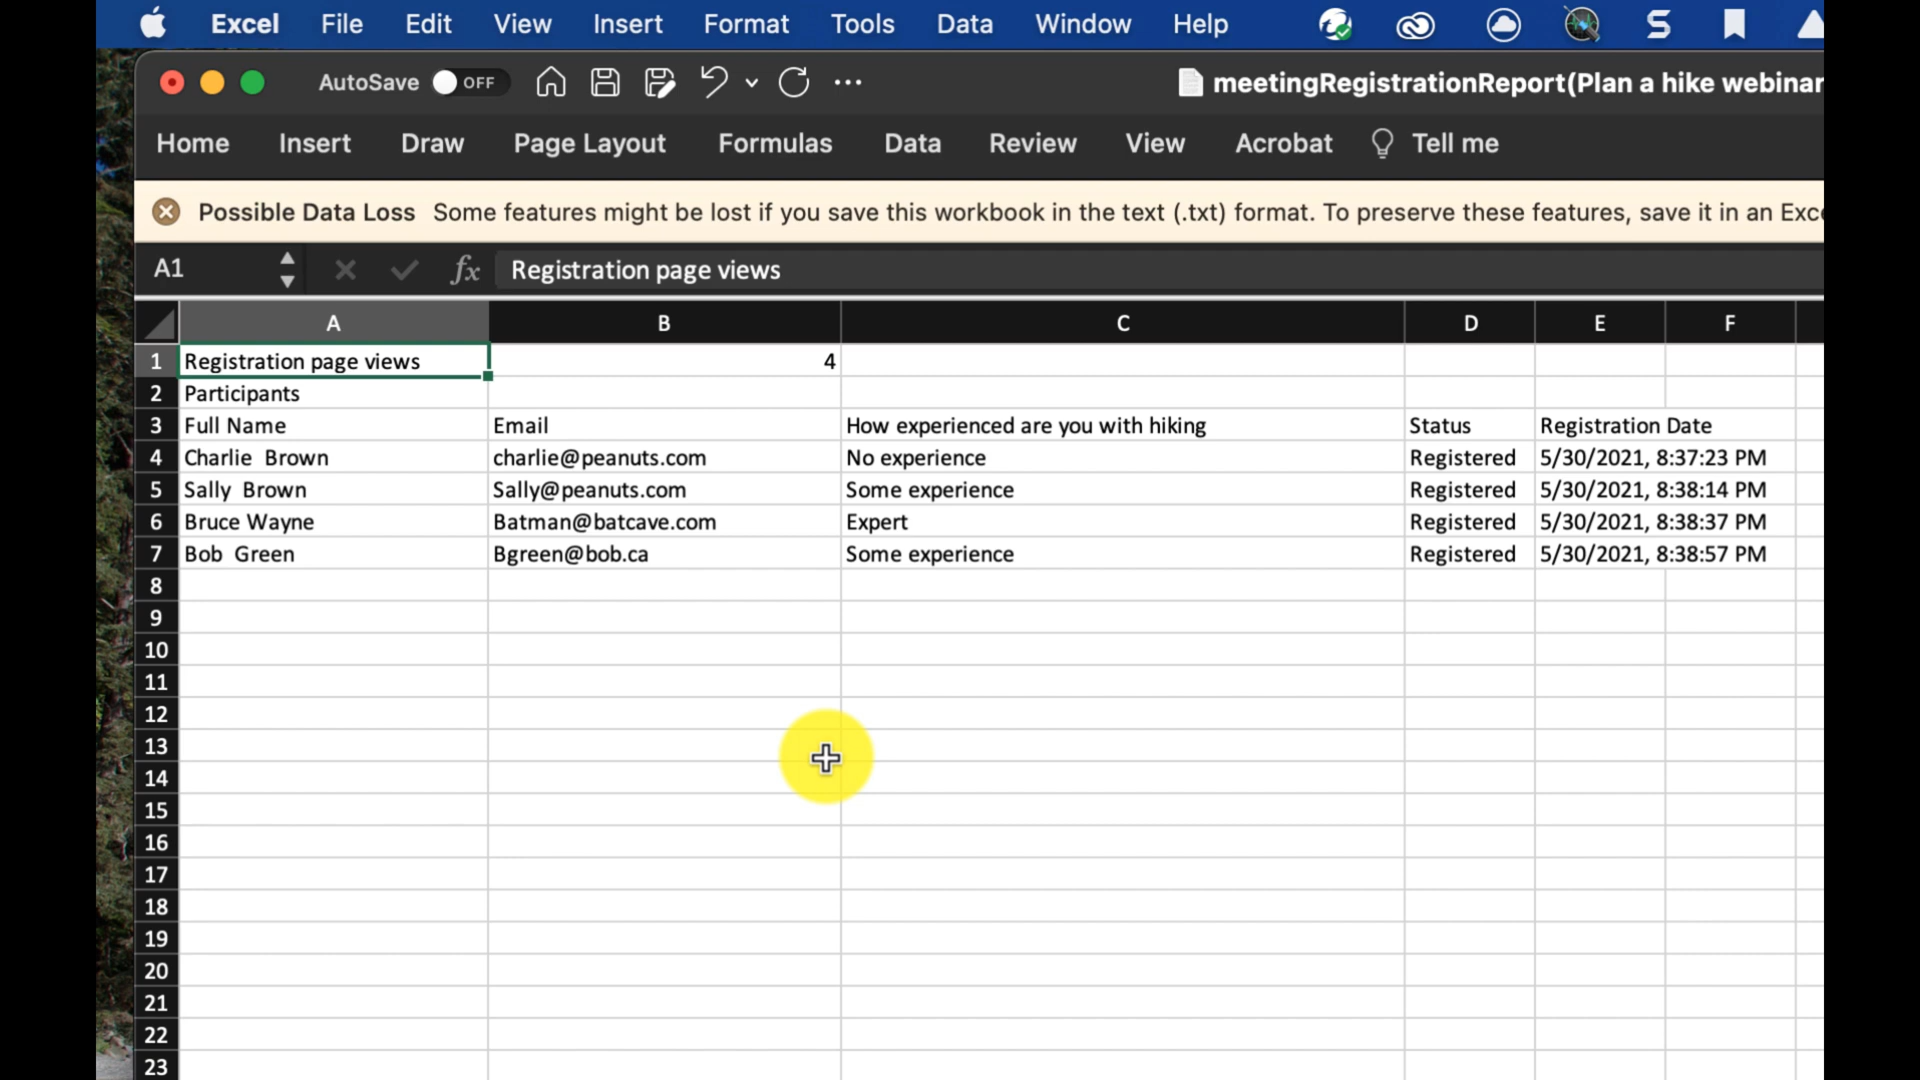 Excel File Edit View Insert Format Tools Data Window Help
AutoSave OFF meetingRegistrationReport(Plan a hike webinar
Home Insert Draw Page Layout Formulas Data Review View Acrobat Tell me
Possible Data Loss Some features might be lost if you save this workbook in the text (.txt) format. To preserve these features, save it in an Exc
A1 fx Registration page views
A B C D E F
1 Registration page views 4
2 Participants
3 Full Name Email How experienced are you with hiking Status Registration Date
4 Charlie  Brown charlie@peanuts.com No experience Registered 5/30/2021, 8:37:23 PM
5 Sally  Brown Sally@peanuts.com Some experience Registered 5/30/2021, 8:38:14 PM
6 Bruce Wayne Batman@batcave.com Expert Registered 5/30/2021, 8:38:37 PM
7 Bob  Green Bgreen@bob.ca Some experience Registered 5/30/2021, 8:38:57 PM
8
9
10
11
12
13
14
15
16
17
18
19
20
21
22
23